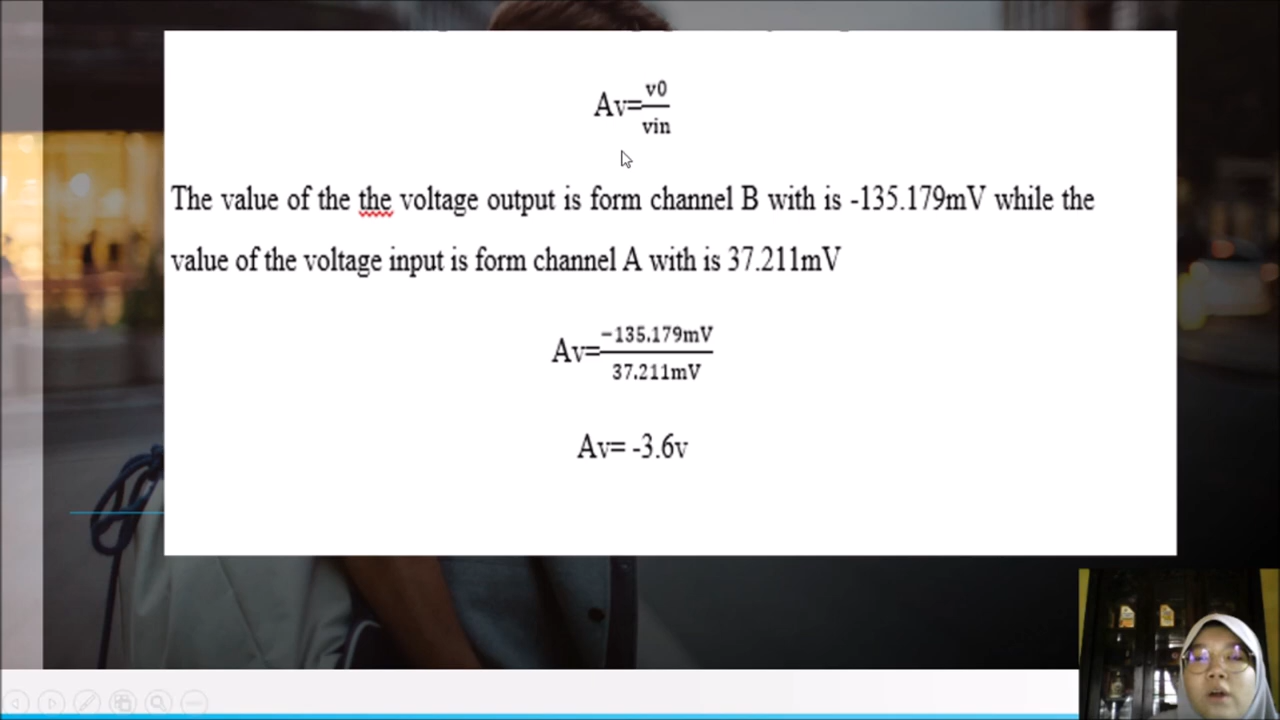 Av=v0/vin
The value of the the voltage output is form channel B with is -135.179mV while the
value of the voltage input is form channel A with is 37.211mV
Av=−135.179mV/37.211mV
Av= -3.6v